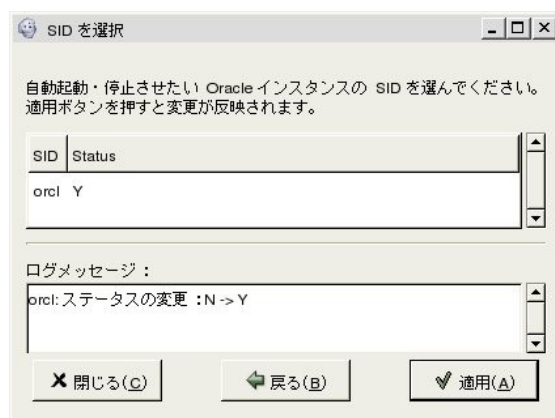 SID を選択
自動起動・停止させたい Oracle インスタンスの SID を選んでください。
適用ボタンを押すと変更が反映されます。
SID Status
orcl Y
ログメッセージ：
orcl: ステータスの変更 : N -> Y
閉じる(C) 戻る(B) 適用(A)